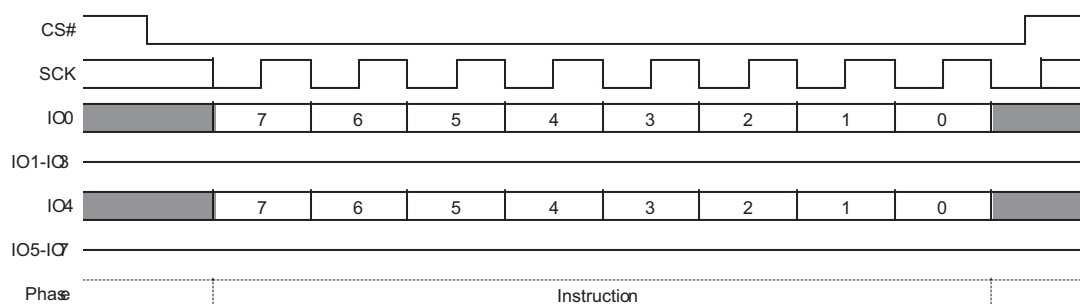 CS#
SCK
IO0 7 6 5 4 3 2 1 0
IO1-IO3
IO4 7 6 5 4 3 2 1 0
IO5-IO7
Phase Instruction